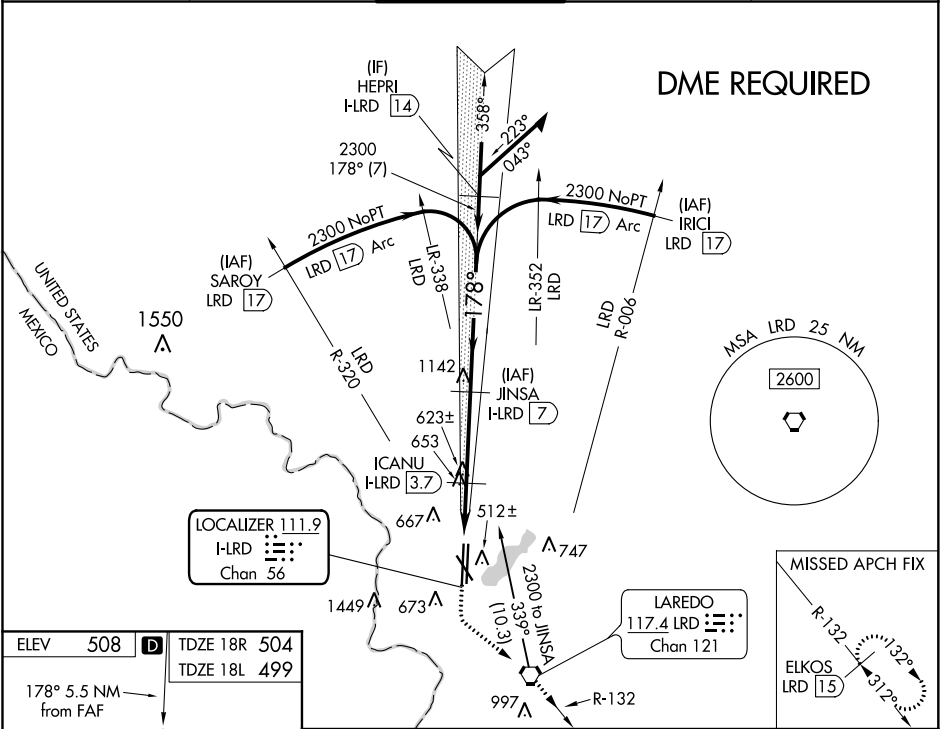 DME REQUIRED
(IF)
HEPRI
I-LRD 14
358°
223°
043°
2300
178° (7)
2300 NoPT
LRD 17 Arc
(IAF)
SAROY
LRD 17
2300 NoPT
LRD 17 Arc
(IAF)
IRICI
LRD 17
LR-338
LRD
178°
LR-352
LRD
LRD
R-006
LRD
R-320
UNITED STATES
MEXICO
1550
1142
(IAF)
JINSA
I-LRD 7
623±
653
ICANU
I-LRD 3.7
667
512±
747
MSA LRD 25 NM
2600
LOCALIZER 111.9
I-LRD
Chan 56
1449
673
2300 to JINSA
339°
(10.3)
LAREDO
117.4 LRD
Chan 121
997
R-132
MISSED APCH FIX
R-132
132°
312°
ELKOS
LRD 15
ELEV 508 D
TDZE 18R 504
TDZE 18L 499
178° 5.5 NM
from FAF